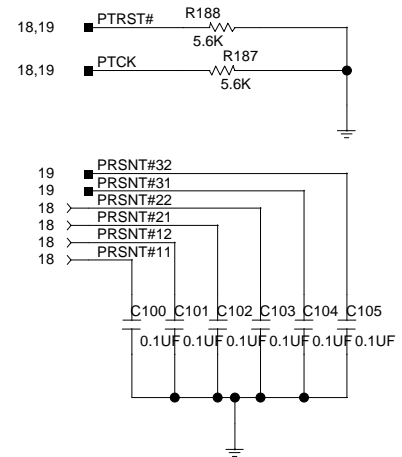 R188
18,19 PTRST#
5.6K
R187
18,19 PTCK
5.6K
19 PRSNT#32
19 PRSNT#31
18 PRSNT#22
18 PRSNT#21
18 PRSNT#12
18 PRSNT#11
C100 C101 C102 C103 C104 C105
0.1UF 0.1UF 0.1UF 0.1UF 0.1UF 0.1UF